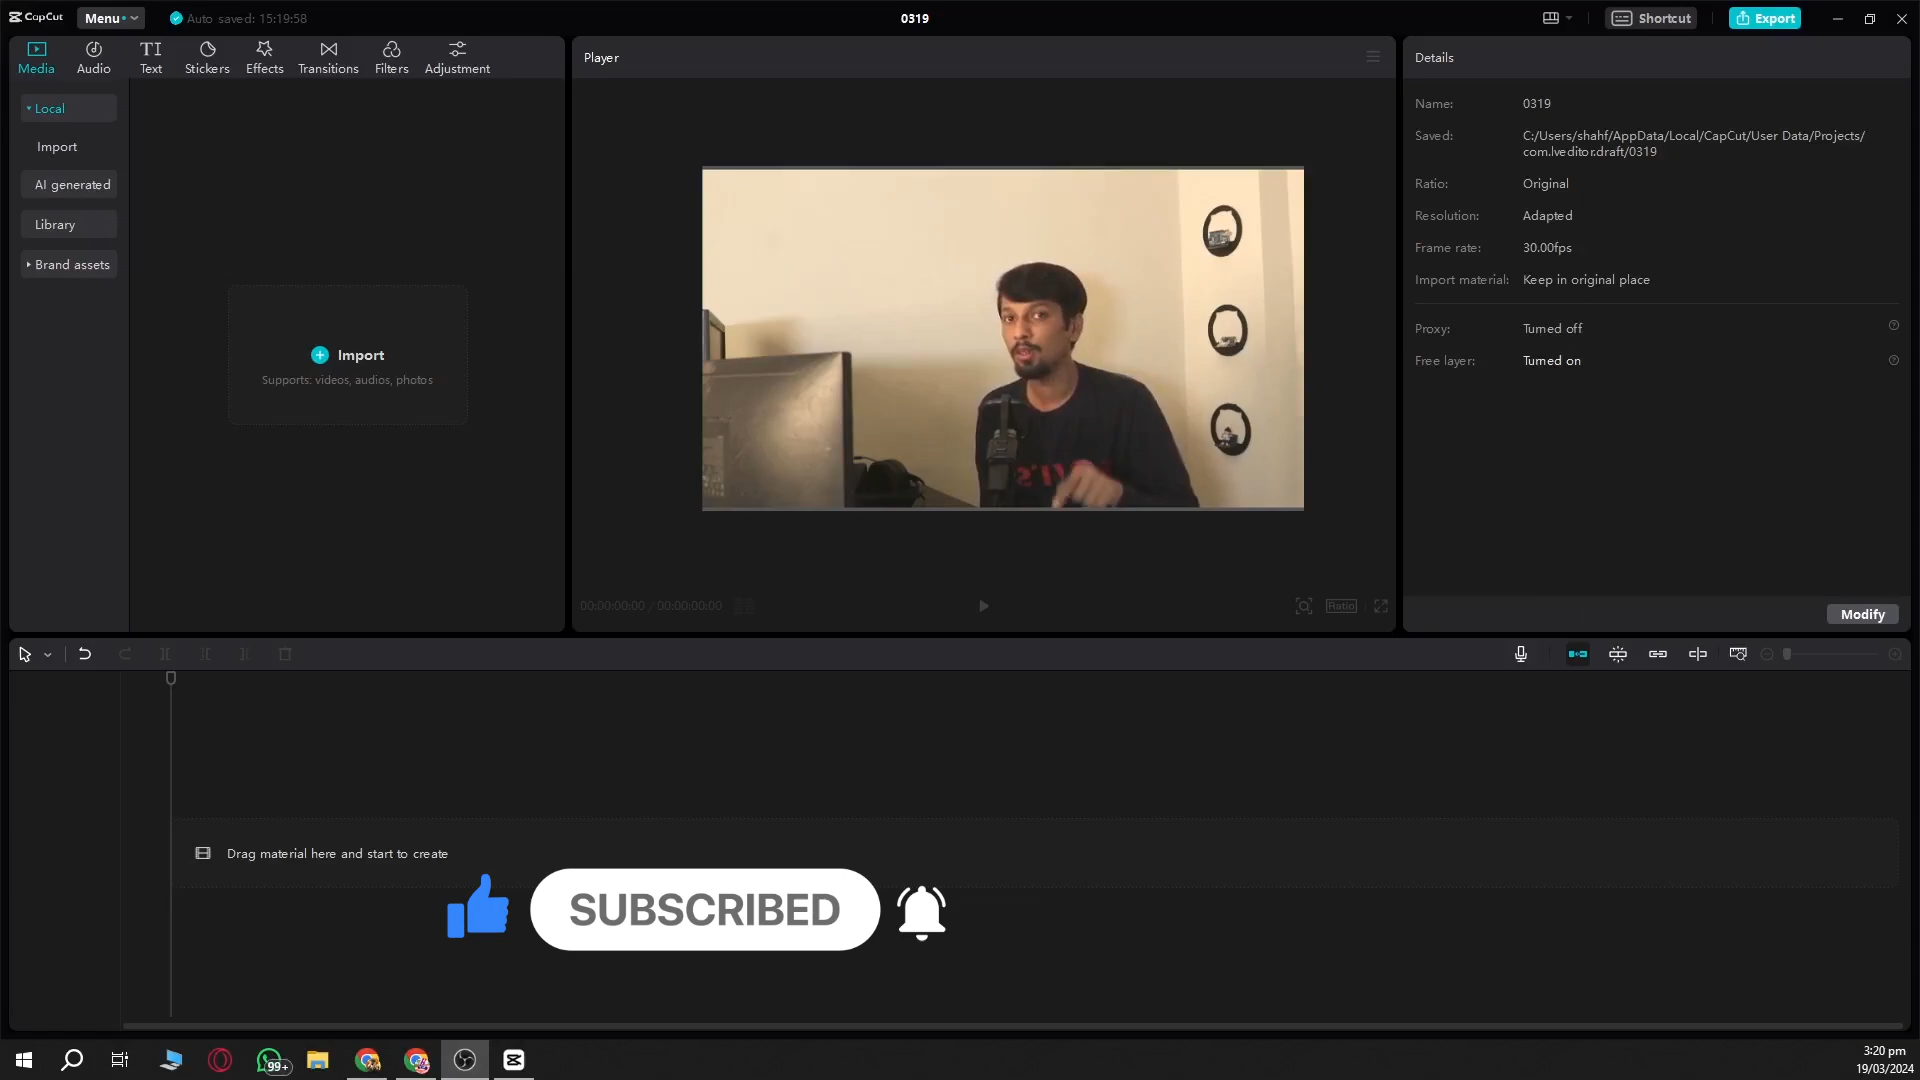 CapCut
Menu
Auto saved: 15:19:58
0319
Shortcut
Export
Media
Audio
TI
Text
Stickers
Effects
Transitions
Filters
Adjustment
Local
Import
AI generated
Library
Brand assets
Import
Supports: videos, audios, photos
Player
00:00:00:00 / 00:00:00:00
Ratio
Details
Name: 0319
Saved: C:/Users/shahf/AppData/Local/CapCut/User Data/Projects/
com.lveditor.draft/0319
Ratio: Original
Resolution: Adapted
Frame rate: 30.00fps
Import material: Keep in original place
Proxy: Turned off
Free layer: Turned on
Modify
Drag material here and start to create
SUBSCRIBED
99+
3:20 pm
19/03/2024